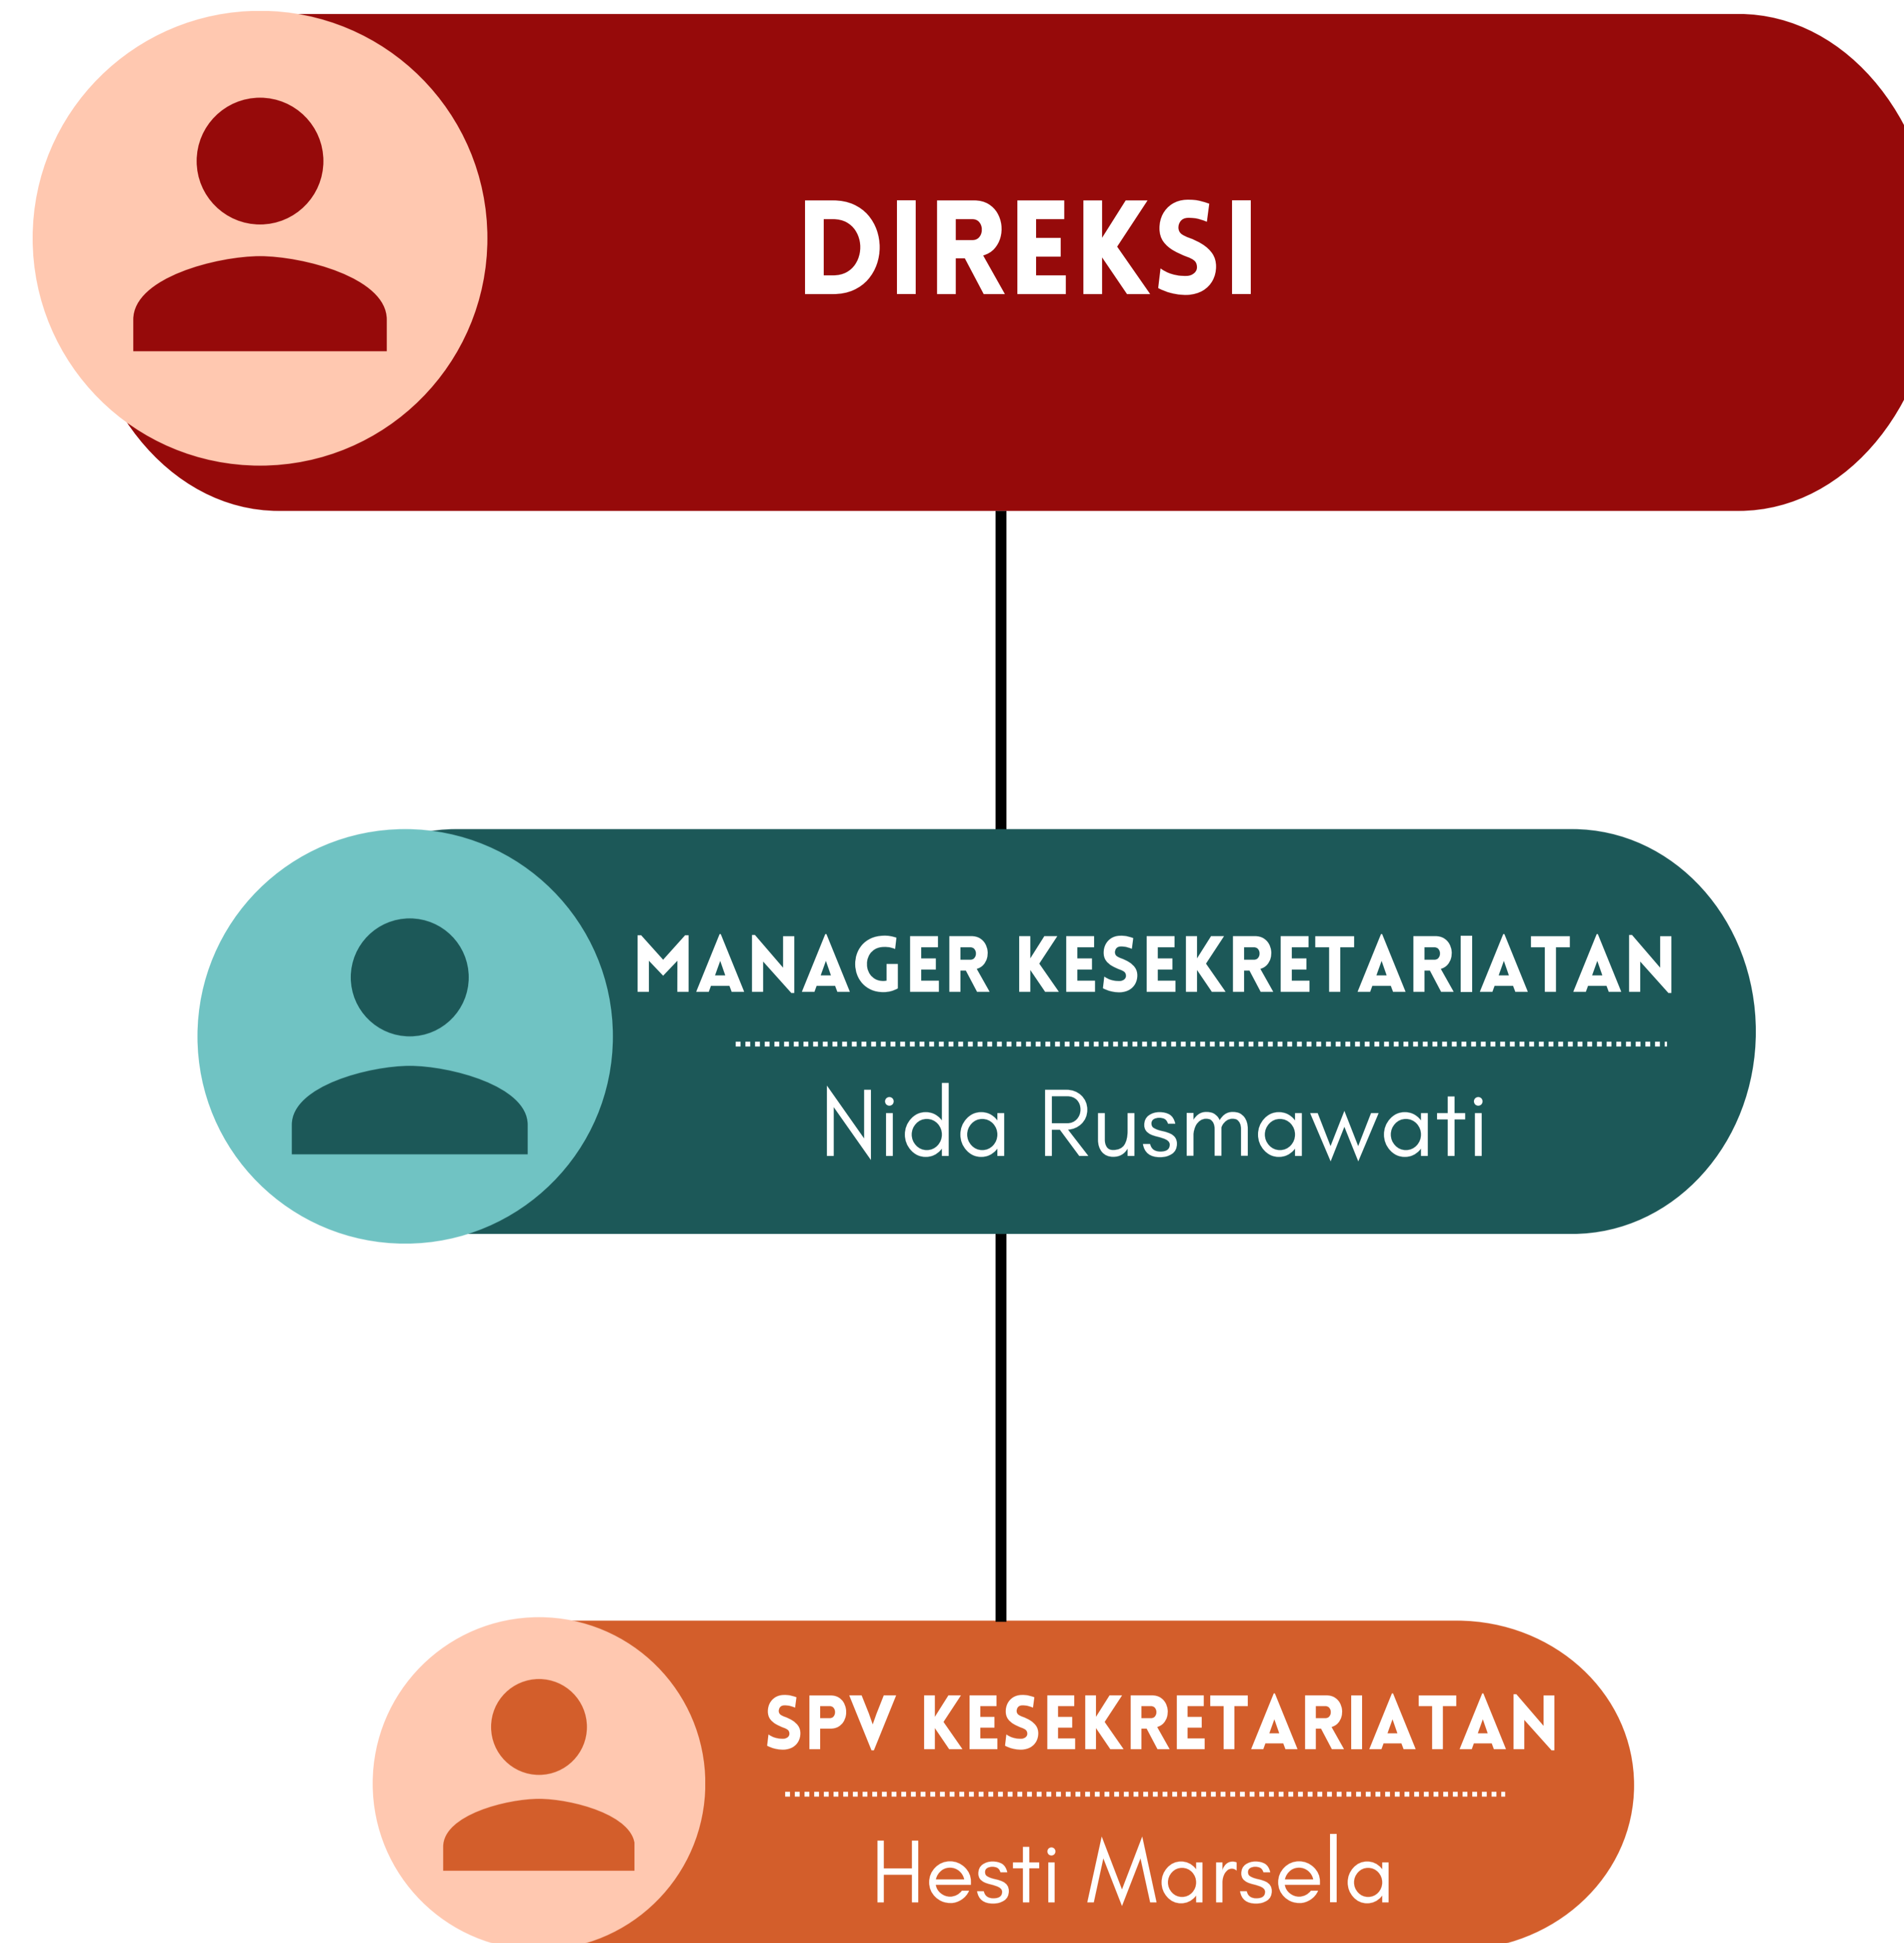 DIREKSI
MANAGER KESEKRETARIATAN
Nida Rusmawati
SPV KESEKRETARIATAN
Hesti Marsela